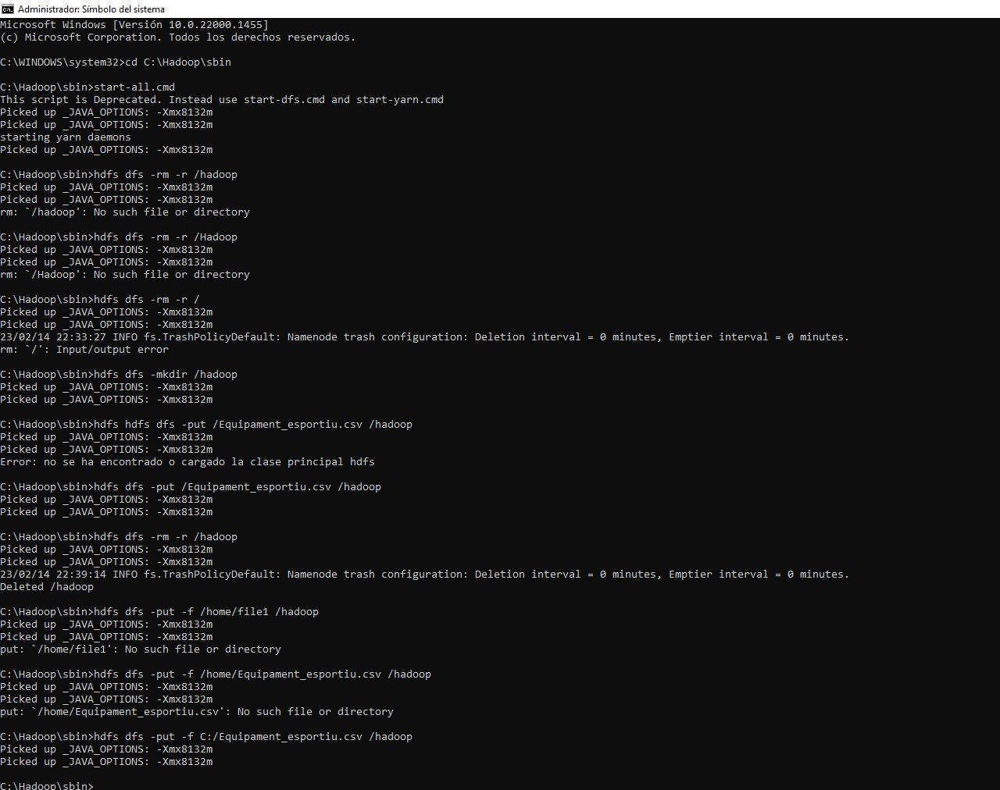 Administrador: Símbolo del sistema
Microsoft Windows [Versión 10.0.22000.1455]
(c) Microsoft Corporation. Todos los derechos reservados.
C:\WINDOWS\system32>cd C:\Hadoop\sbin
C:\Hadoop\sbin>start-all.cmd
This script is Deprecated. Instead use start-dfs.cmd and start-yarn.cmd
Picked up _JAVA_OPTIONS: -Xmx8132m
Picked up _JAVA_OPTIONS: -Xmx8132m
starting yarn daemons
Picked up _JAVA_OPTIONS: -Xmx8132m
C:\Hadoop\sbin>hdfs dfs -rm -r /hadoop
Picked up _JAVA_OPTIONS: -Xmx8132m
Picked up _JAVA_OPTIONS: -Xmx8132m
rm: `/hadoop': No such file or directory
C:\Hadoop\sbin>hdfs dfs -rm -r /Hadoop
Picked up _JAVA_OPTIONS: -Xmx8132m
Picked up _JAVA_OPTIONS: -Xmx8132m
rm: `/Hadoop': No such file or directory
C:\Hadoop\sbin>hdfs dfs -rm -r /
Picked up _JAVA_OPTIONS: -Xmx8132m
Picked up _JAVA_OPTIONS: -Xmx8132m
23/02/14 22:33:27 INFO fs.TrashPolicyDefault: Namenode trash configuration: Deletion interval = 0 minutes, Emptier interval = 0 minutes.
rm: `/': Input/output error
C:\Hadoop\sbin>hdfs dfs -mkdir /hadoop
Picked up _JAVA_OPTIONS: -Xmx8132m
Picked up _JAVA_OPTIONS: -Xmx8132m
C:\Hadoop\sbin>hdfs hdfs dfs -put /Equipament_esportiu.csv /hadoop
Picked up _JAVA_OPTIONS: -Xmx8132m
Picked up _JAVA_OPTIONS: -Xmx8132m
Error: no se ha encontrado o cargado la clase principal hdfs
C:\Hadoop\sbin>hdfs dfs -put /Equipament_esportiu.csv /hadoop
Picked up _JAVA_OPTIONS: -Xmx8132m
Picked up _JAVA_OPTIONS: -Xmx8132m
C:\Hadoop\sbin>hdfs dfs -rm -r /hadoop
Picked up _JAVA_OPTIONS: -Xmx8132m
Picked up _JAVA_OPTIONS: -Xmx8132m
23/02/14 22:39:14 INFO fs.TrashPolicyDefault: Namenode trash configuration: Deletion interval = 0 minutes, Emptier interval = 0 minutes.
Deleted /hadoop
C:\Hadoop\sbin>hdfs dfs -put -f /home/file1 /hadoop
Picked up _JAVA_OPTIONS: -Xmx8132m
Picked up _JAVA_OPTIONS: -Xmx8132m
put: `/home/file1': No such file or directory
C:\Hadoop\sbin>hdfs dfs -put -f /home/Equipament_esportiu.csv /hadoop
Picked up _JAVA_OPTIONS: -Xmx8132m
Picked up _JAVA_OPTIONS: -Xmx8132m
put: `/home/Equipament_esportiu.csv': No such file or directory
C:\Hadoop\sbin>hdfs dfs -put -f C:/Equipament_esportiu.csv /hadoop
Picked up _JAVA_OPTIONS: -Xmx8132m
Picked up _JAVA_OPTIONS: -Xmx8132m
C:\Hadoop\sbin>